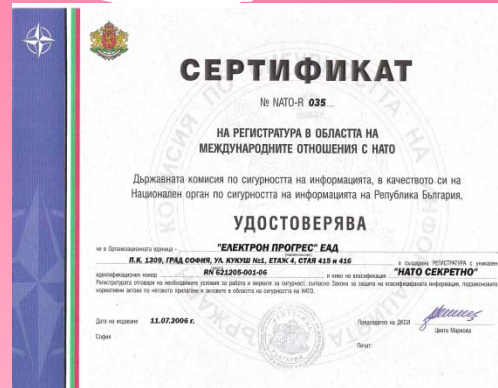 СЕРТИФИКАТ
№ NATO-R 035
НА РЕГИСТРАТУРА В ОБЛАСТТА НА
МЕЖДУНАРОДНИТЕ ОТНОШЕНИЯ С НАТО
Държавната комисия по сигурността на информацията, в качеството си на
Национален орган по сигурността на информацията на Република България,
УДОСТОВЕРЯВА
че в Организационната единица - "ЕЛЕКТРОН ПРОГРЕС" ЕАД
П.К. 1309, ГРАД СОФИЯ, УЛ. КУКУШ №1, ЕТАЖ 4, СТАЯ 415 и 416 е създадена РЕГИСТРАТУРА с уникален
идентификационен номер RN 621205-001-06 и ниво на класификация "НАТО СЕКРЕТНО"
Регистратурата отговаря на необходимите условия за работа и мерките за сигурност, съгласно Закона за защита на класифицираната информация, подзаконовите
нормативни актове по неговото прилагане и актовете в областта на сигурността на НАТО.
Дата на издаване 11.07.2006 г.
Председател на ДКСИ
София
Цвета Маркова
Печат: